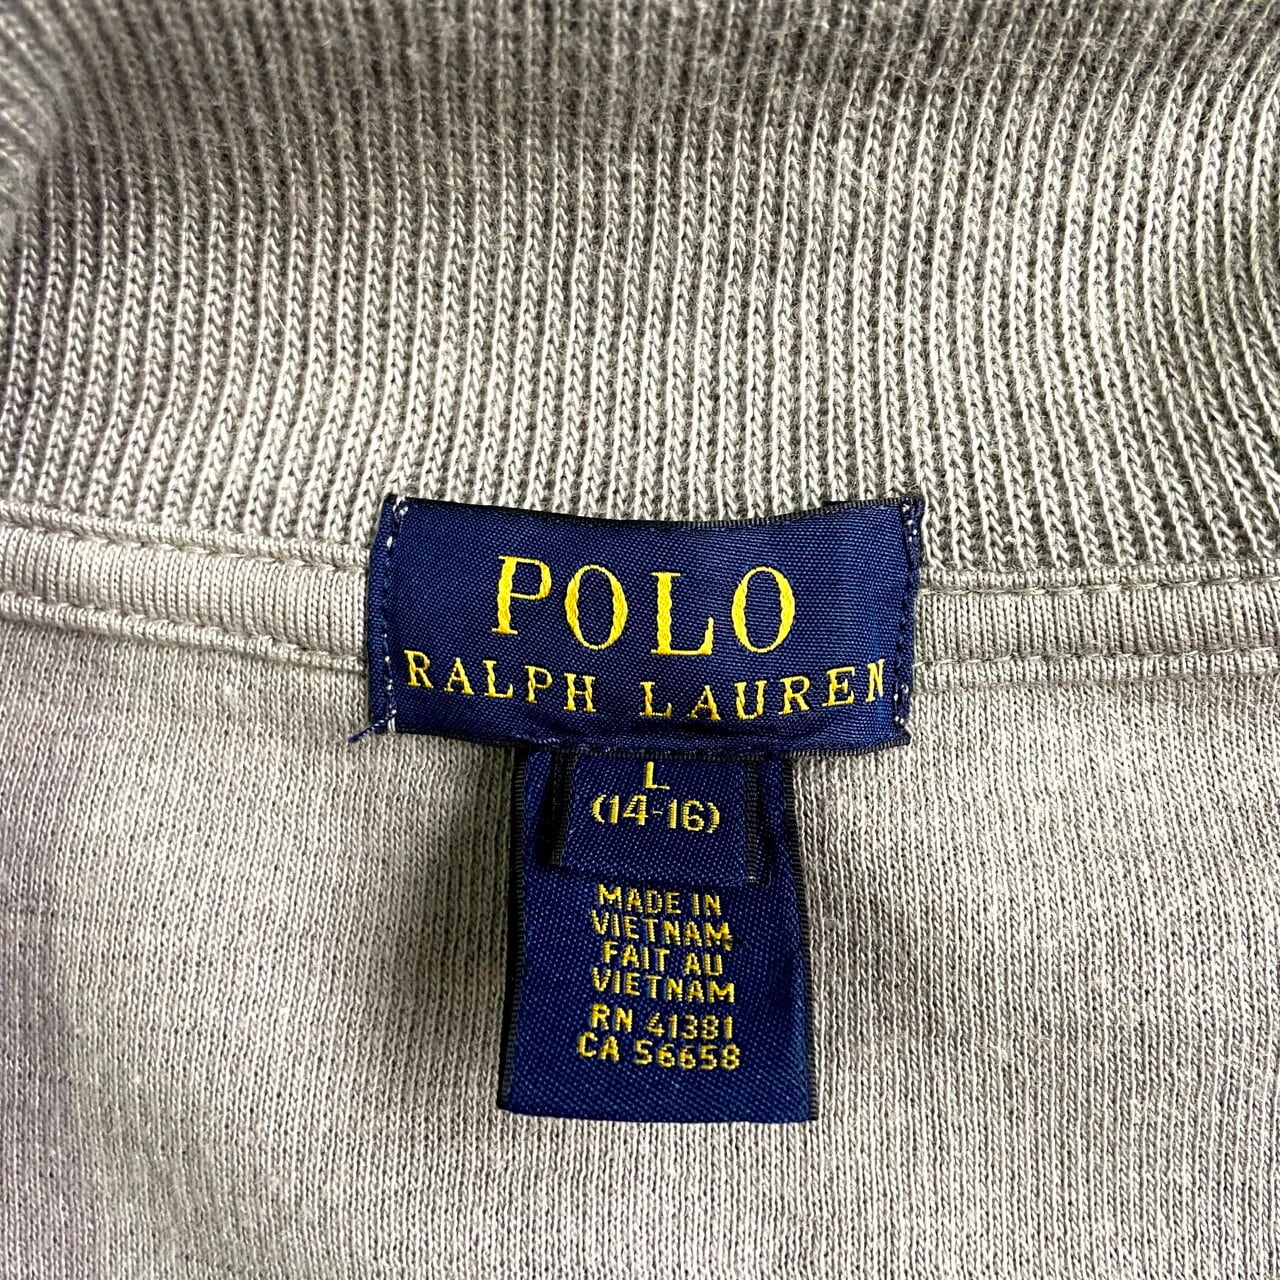 POLO
RALPH LAUREN
L
(14-16)
MADE IN
VIETNAM
FAIT AU
VIETNAM
RN 41381
CA 56658